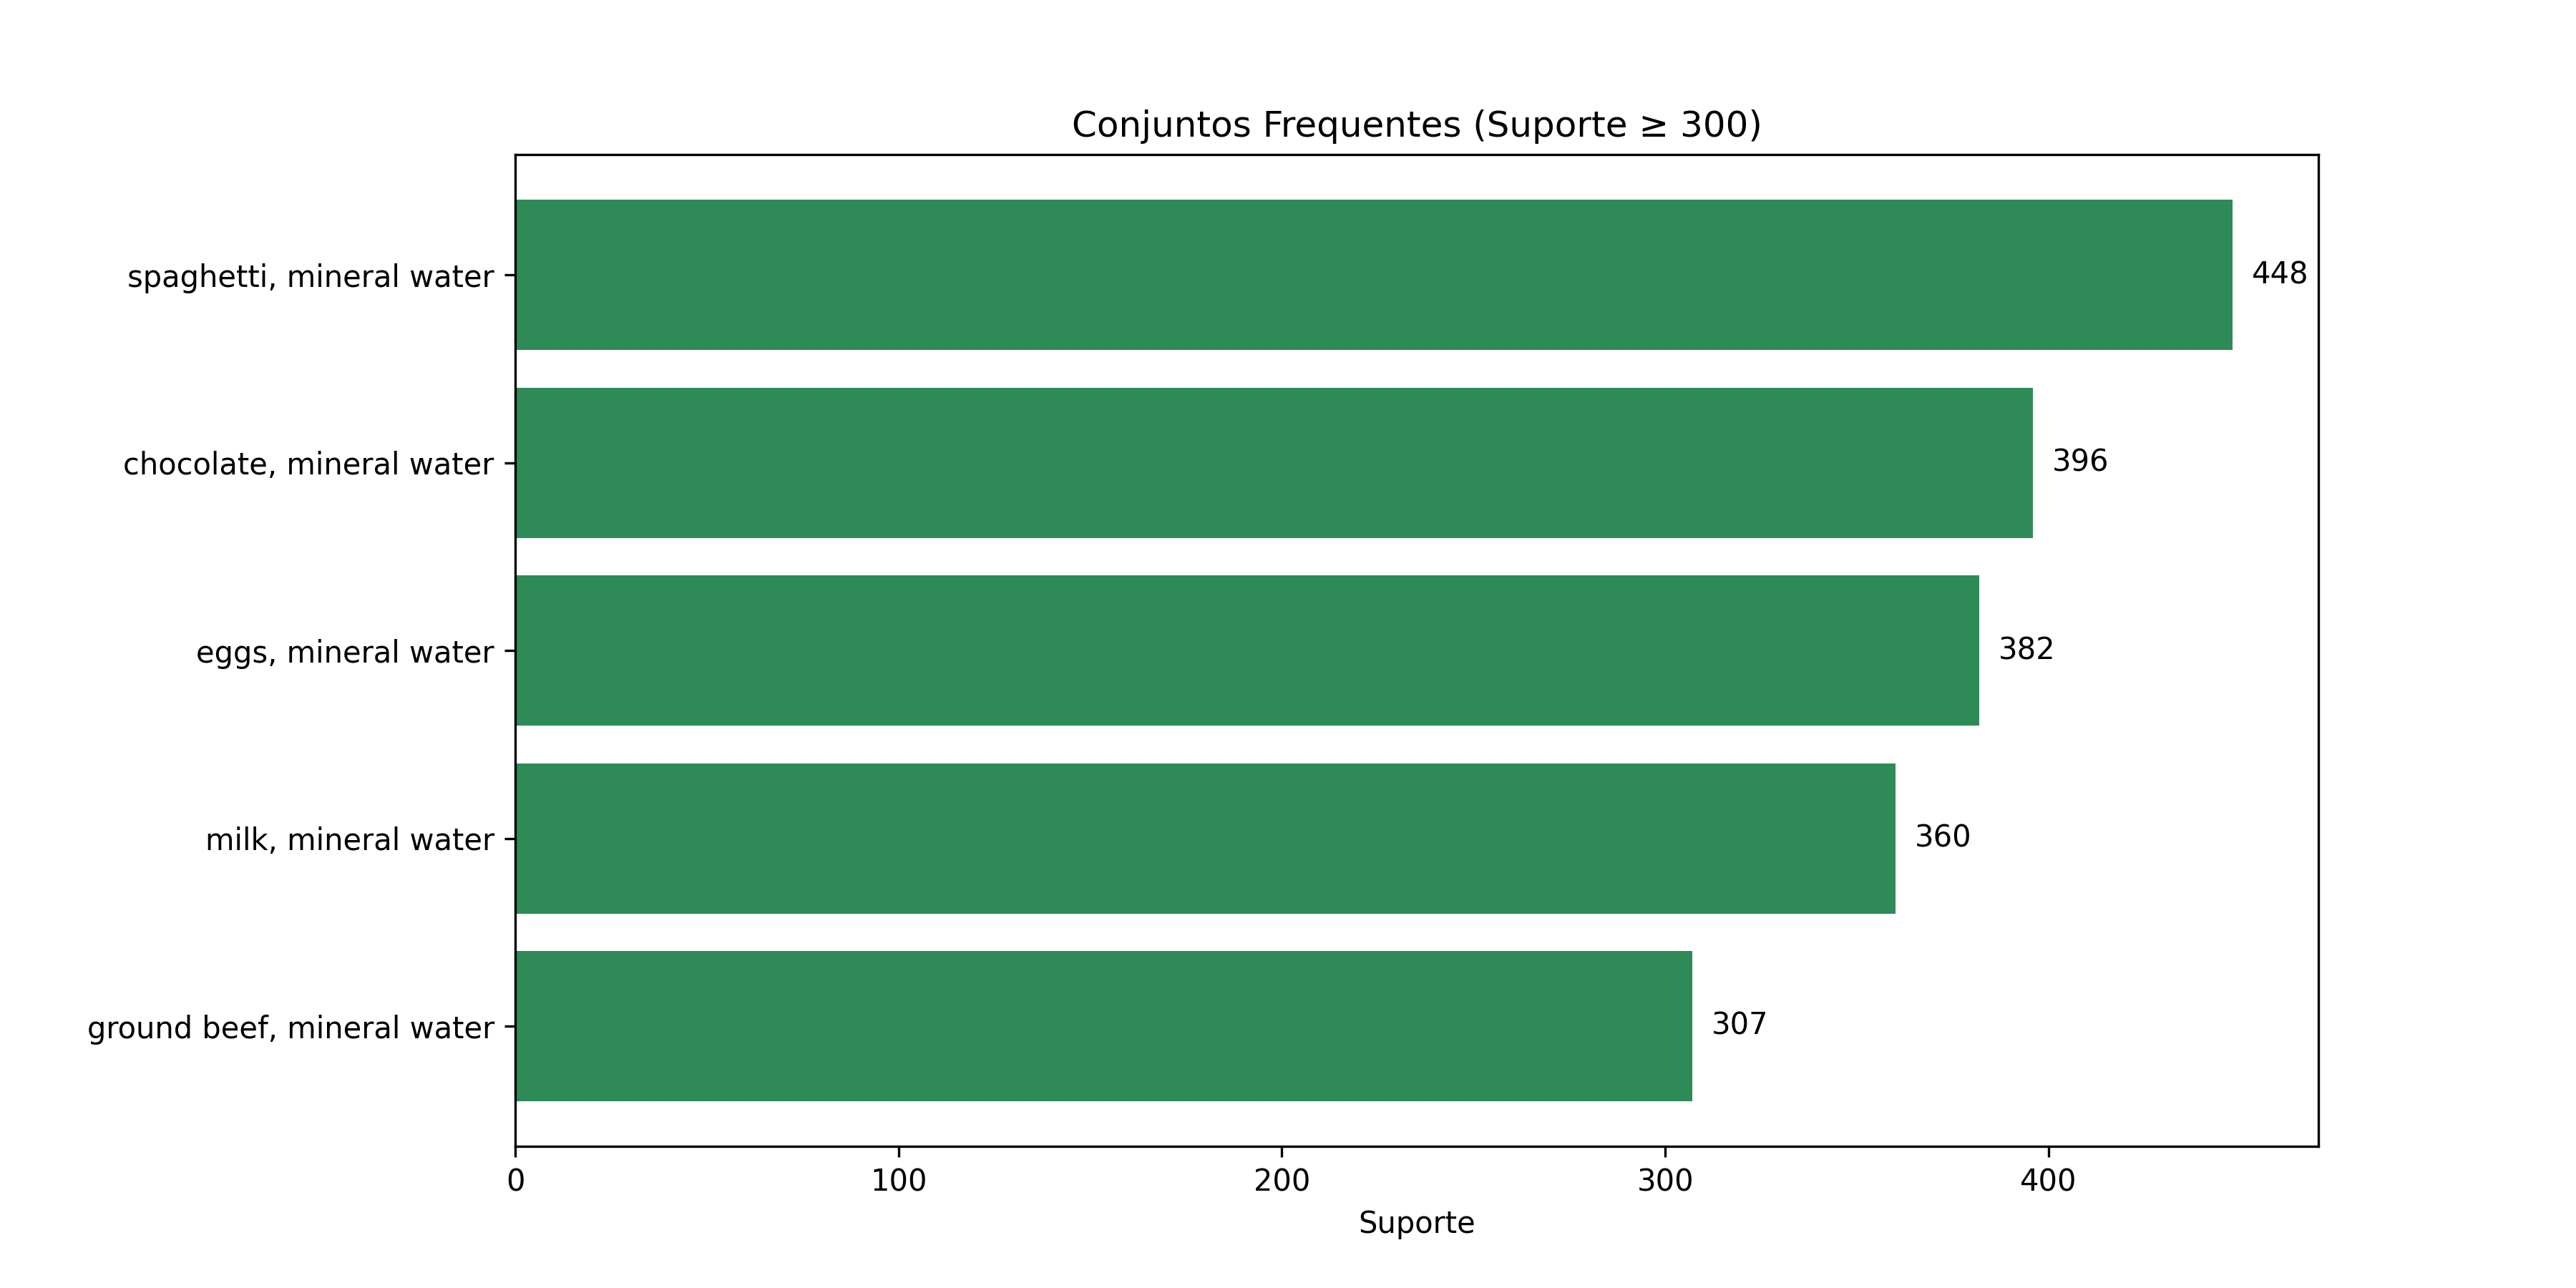 Conjuntos Frequentes (Suporte ≥ 300)
spaghetti, mineral water
448
chocolate, mineral water
396
eggs, mineral water
382
milk, mineral water
360
ground beef, mineral water
307
0 100 200 300 400
Suporte